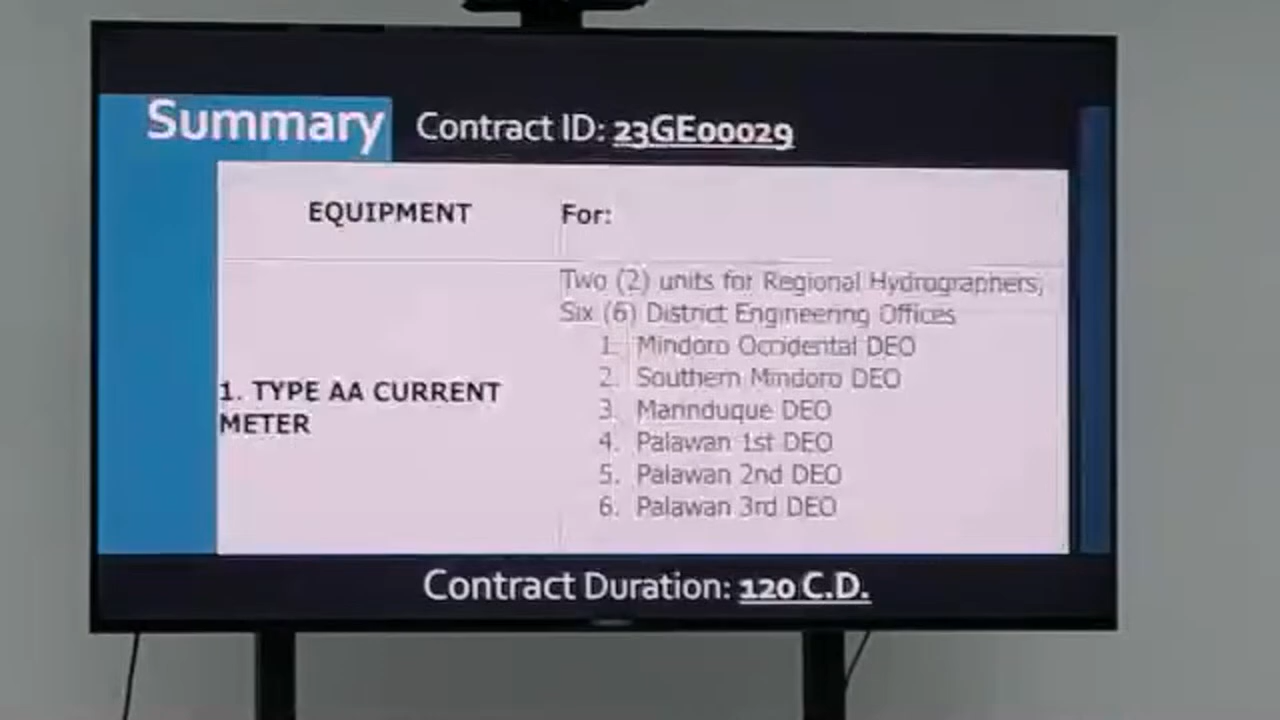 Summary
Contract ID: 23GE00029
EQUIPMENT
For:
1. TYPE AA CURRENT
METER
Two (2) units for Regional Hydrographers,
Six (6) District Engineering Offices
1. Mindoro Occidental DEO
2. Southern Mindoro DEO
3. Marinduque DEO
4. Palawan 1st DEO
5. Palawan 2nd DEO
6. Palawan 3rd DEO
Contract Duration: 120 C.D.